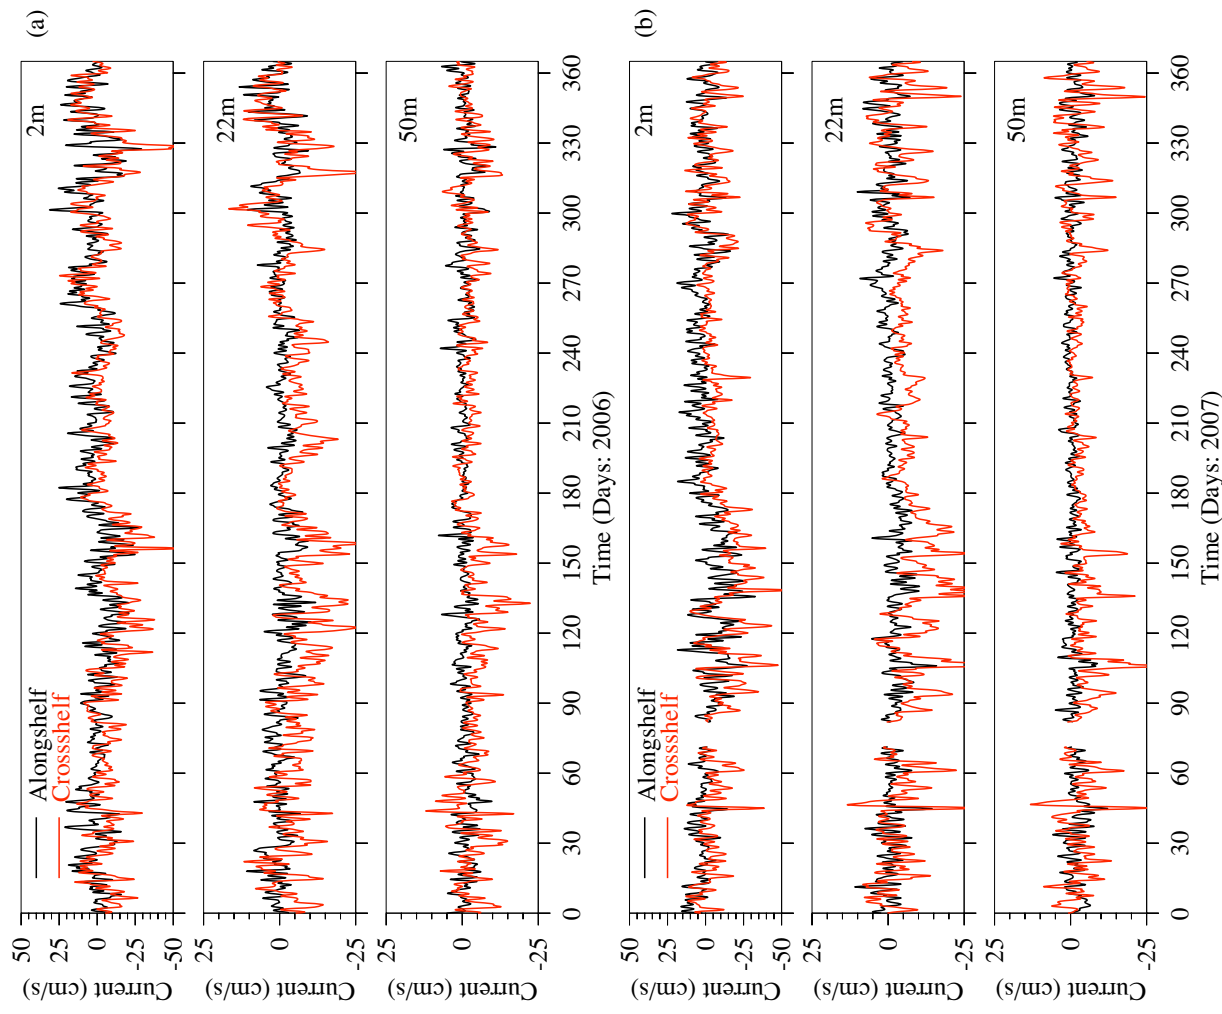 (a)
Alongshelf
Crossshelf
2m
50
25
0
-25
-50
Current (cm/s)
22m
25
0
-25
Current (cm/s)
50m
25
0
-25
Current (cm/s)
0 30 60 90 120 150 180 210 240 270 300 330 360
Time (Days: 2006)
(b)
Alongshelf
Crossshelf
2m
50
25
0
-25
-50
Current (cm/s)
22m
25
0
-25
Current (cm/s)
50m
25
0
-25
Current (cm/s)
0 30 60 90 120 150 180 210 240 270 300 330 360
Time (Days: 2007)